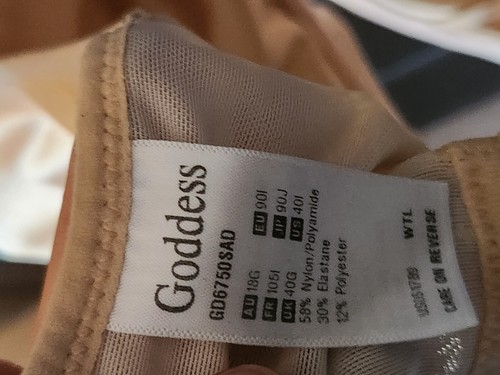 Goddess
GD6750SAD
AU 18G EU 90I
FR 105I JP 90J
UK 40G US 40I
58% Nylon/Polyamide
30% Elastane
12% Polyester
WTL
CARE ON REVERSE